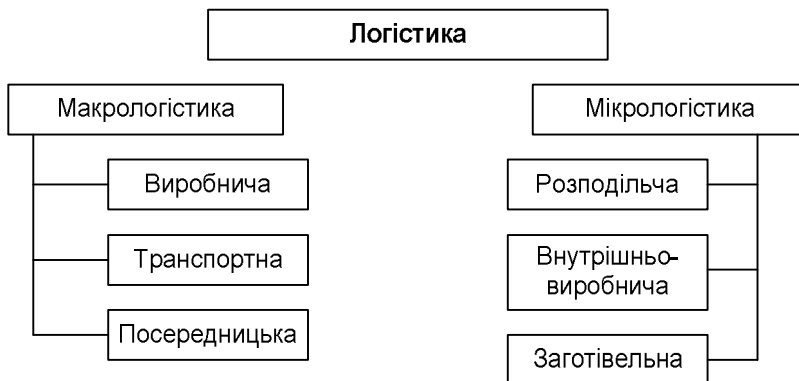 Логістика
Макрологістика
Виробнича
Транспортна
Посередницька
Мікрологістика
Розподільча
Внутрішньо-
виробнича
Заготівельна